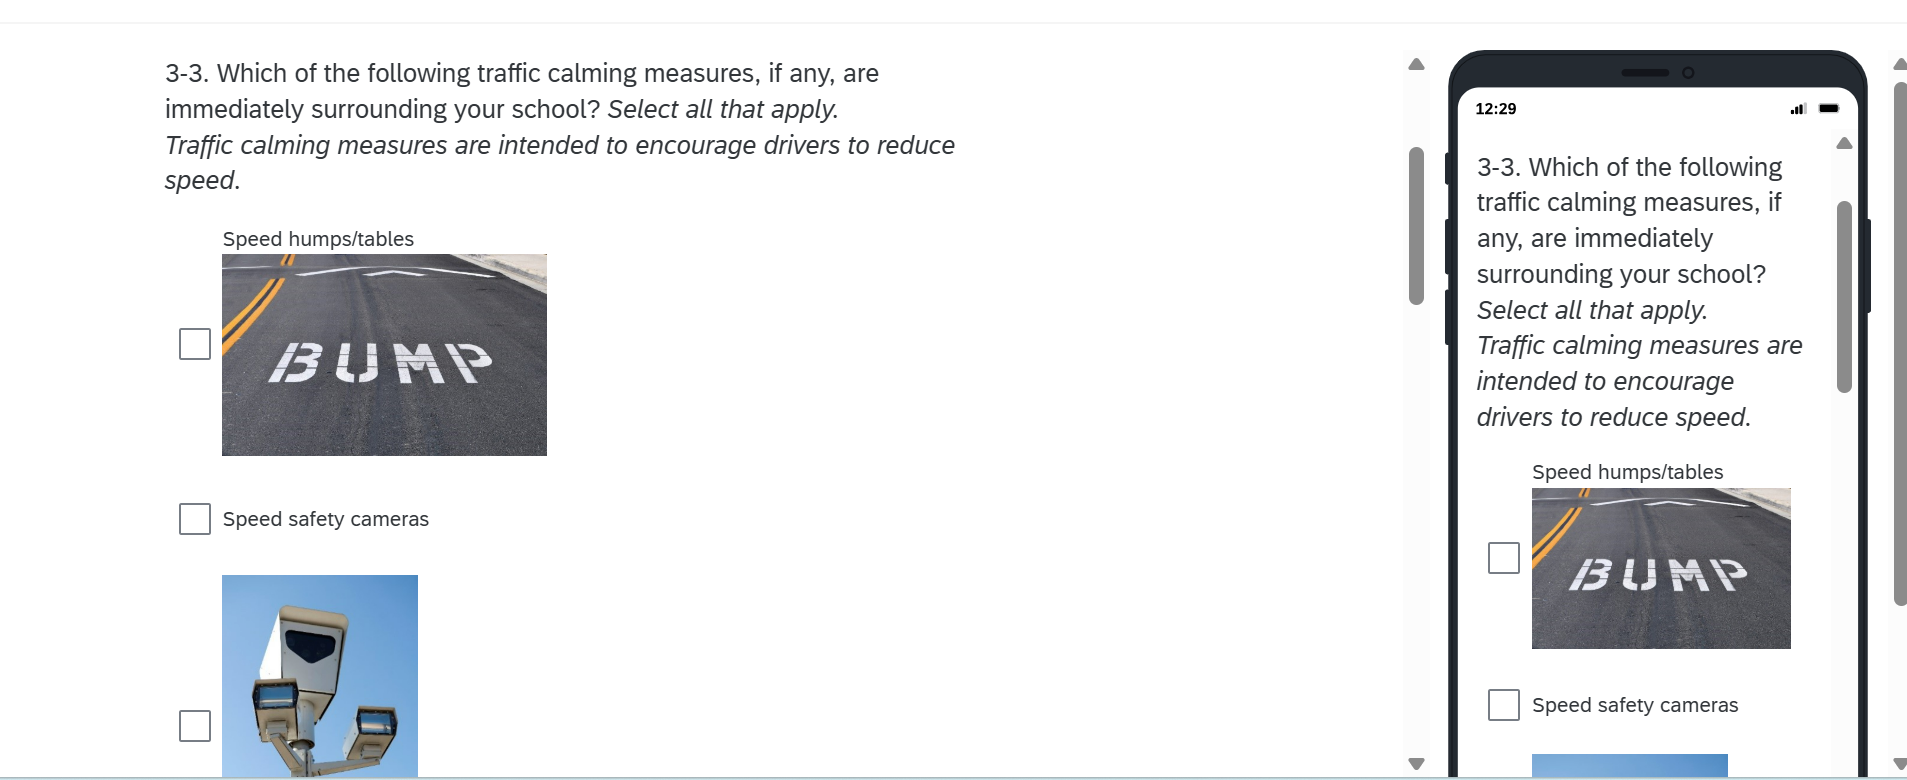 3-3. Which of the following traffic calming measures, if any, are
immediately surrounding your school? Select all that apply.
Traffic calming measures are intended to encourage drivers to reduce
speed.
Speed humps/tables
BUMP
Speed safety cameras
12:29
3-3. Which of the following
traffic calming measures, if
any, are immediately
surrounding your school?
Select all that apply.
Traffic calming measures are
intended to encourage
drivers to reduce speed.
Speed humps/tables
BUMP
Speed safety cameras